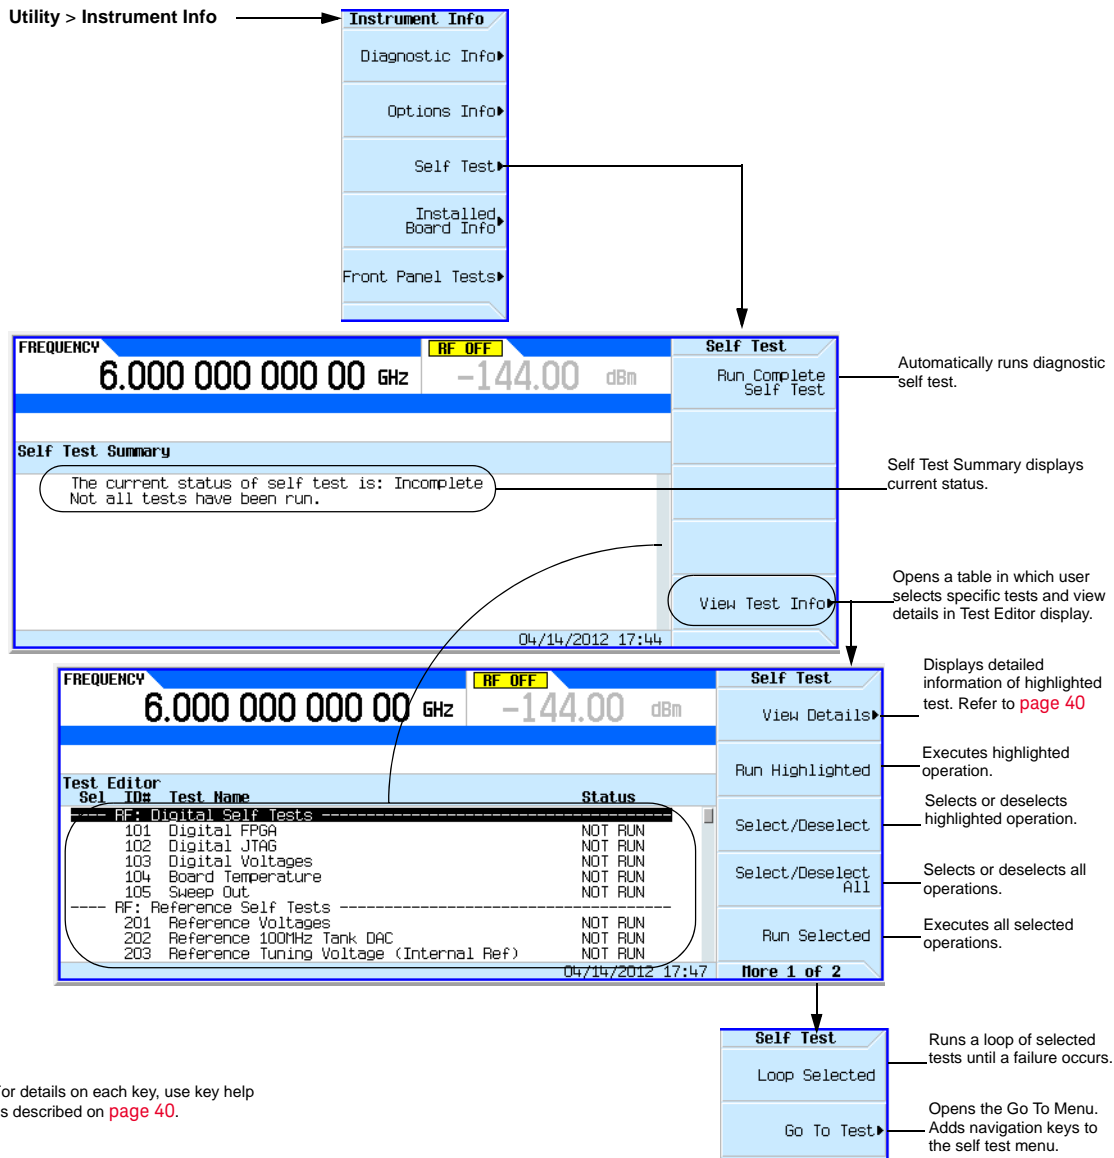 Utility > Instrument Info
Instrument Info
Diagnostic Info
Options Info
Self Test
Installed
Board Info
Front Panel Tests
FREQUENCY
6.000 000 000 00 GHz
RF OFF
-144.00 dBm
Self Test Summary
The current status of self test is: Incomplete
Not all tests have been run.
04/14/2012 17:44
Self Test
Run Complete
Self Test
View Test Info
Automatically runs diagnostic
self test.
Self Test Summary displays
current status.
Opens a table in which user
selects specific tests and view
details in Test Editor display.
FREQUENCY
6.000 000 000 00 GHz
RF OFF
-144.00 dBm
Test Editor
Sel ID# Test Name Status
---- RF: Digital Self Tests ------------------------------------
101 Digital FPGA NOT RUN
102 Digital JTAG NOT RUN
103 Digital Voltages NOT RUN
104 Board Temperature NOT RUN
105 Sweep Out NOT RUN
---- RF: Reference Self Tests ----------------------------------
201 Reference Voltages NOT RUN
202 Reference 100MHz Tank DAC NOT RUN
203 Reference Tuning Voltage (Internal Ref) NOT RUN
04/14/2012 17:47
Self Test
View Details
Run Highlighted
Select/Deselect
Select/Deselect
All
Run Selected
More 1 of 2
Displays detailed
information of highlighted
test. Refer to page 40
Executes highlighted
operation.
Selects or deselects
highlighted operation.
Selects or deselects all
operations.
Executes all selected
operations.
Self Test
Loop Selected
Go To Test
Runs a loop of selected
tests until a failure occurs.
Opens the Go To Menu.
Adds navigation keys to
the self test menu.
or details on each key, use key help
s described on page 40.